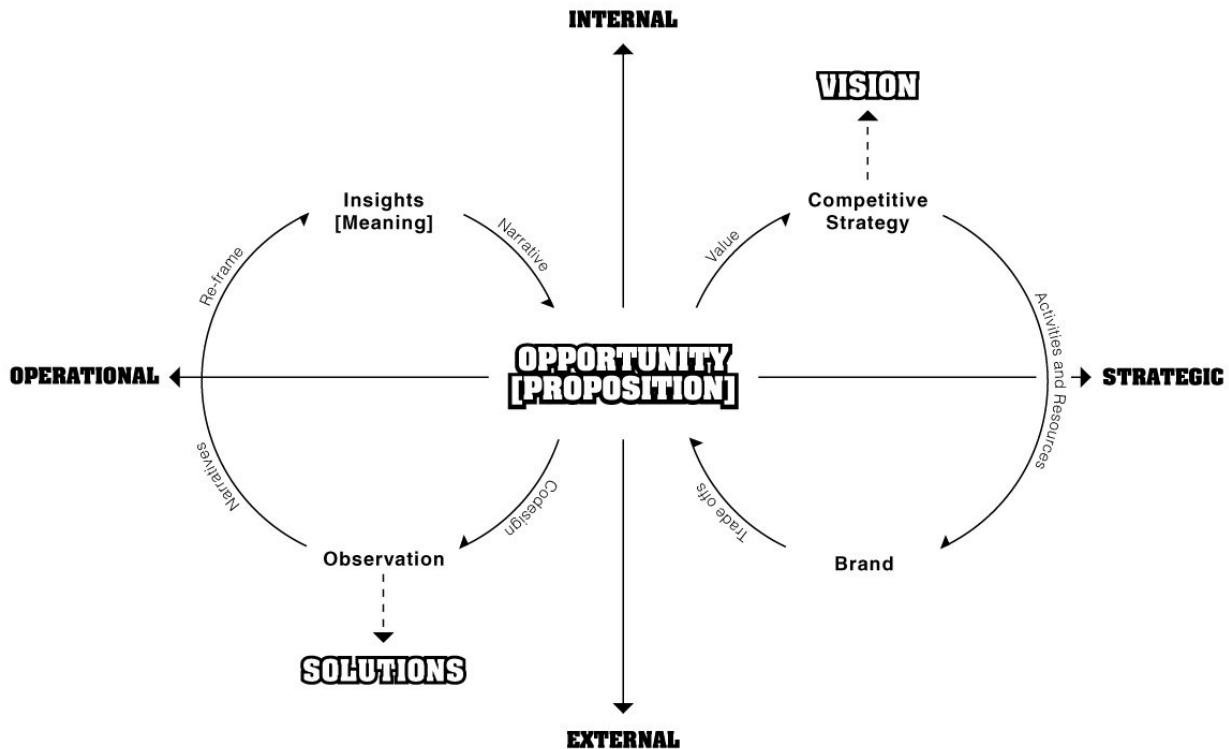 INTERNAL
VISION
Insights
[Meaning]
Competitive
Strategy
Re-frame
Narrative
Value
Activities and Resources
OPERATIONAL
OPPORTUNITY
[PROPOSITION]
STRATEGIC
Narratives
Codesign
Trade offs
Observation
Brand
SOLUTIONS
EXTERNAL